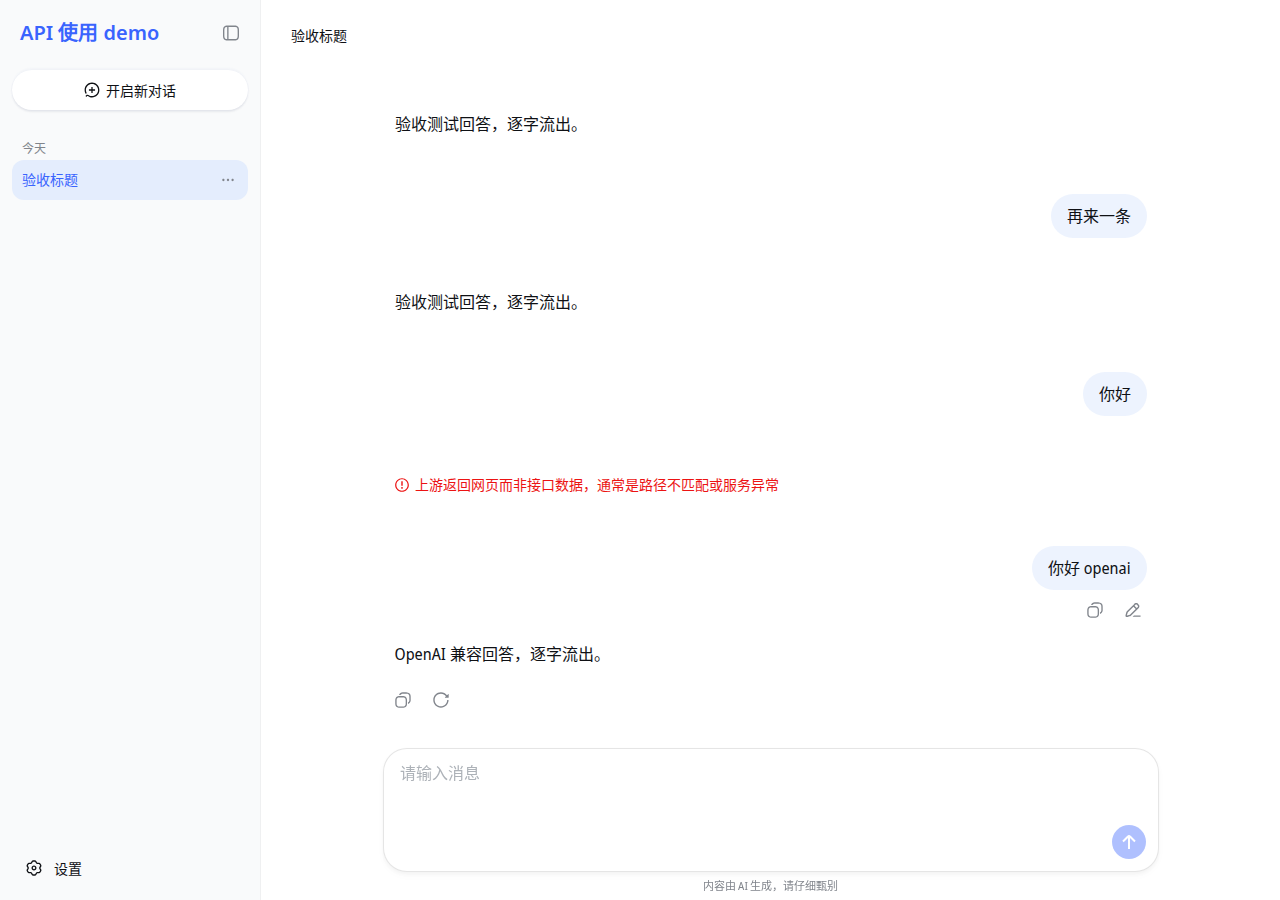 API 使用 demo
开启新对话
今天
验收标题
设置
验收标题
验收测试回答，逐字流出。
再来一条
验收测试回答，逐字流出。
你好
上游返回网页而非接口数据，通常是路径不匹配或服务异常
你好 openai
OpenAI 兼容回答，逐字流出。
请输入消息
内容由 AI 生成，请仔细甄别